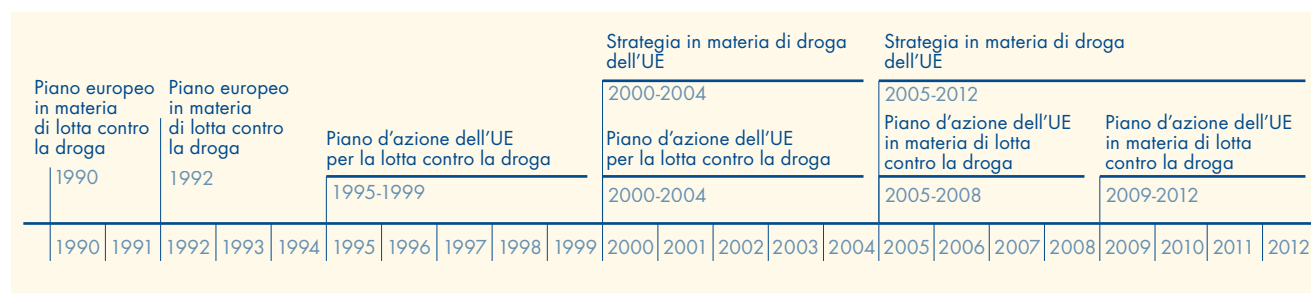 Piano europeo
in materia
di lotta contro
la droga
1990
Piano europeo
in materia
di lotta contro
la droga
1992
Piano d'azione dell'UE
per la lotta contro la droga
1995-1999
Strategia in materia di droga
dell'UE
2000-2004
Piano d'azione dell'UE
per la lotta contro la droga
2000-2004
Strategia in materia di droga
dell'UE
2005-2012
Piano d'azione dell'UE
in materia di lotta
contro la droga
2005-2008
Piano d'azione dell'UE
in materia di lotta
contro la droga
2009-2012
1990 1991 1992 1993 1994 1995 1996 1997 1998 1999 2000 2001 2002 2003 2004 2005 2006 2007 2008 2009 2010 2011 2012